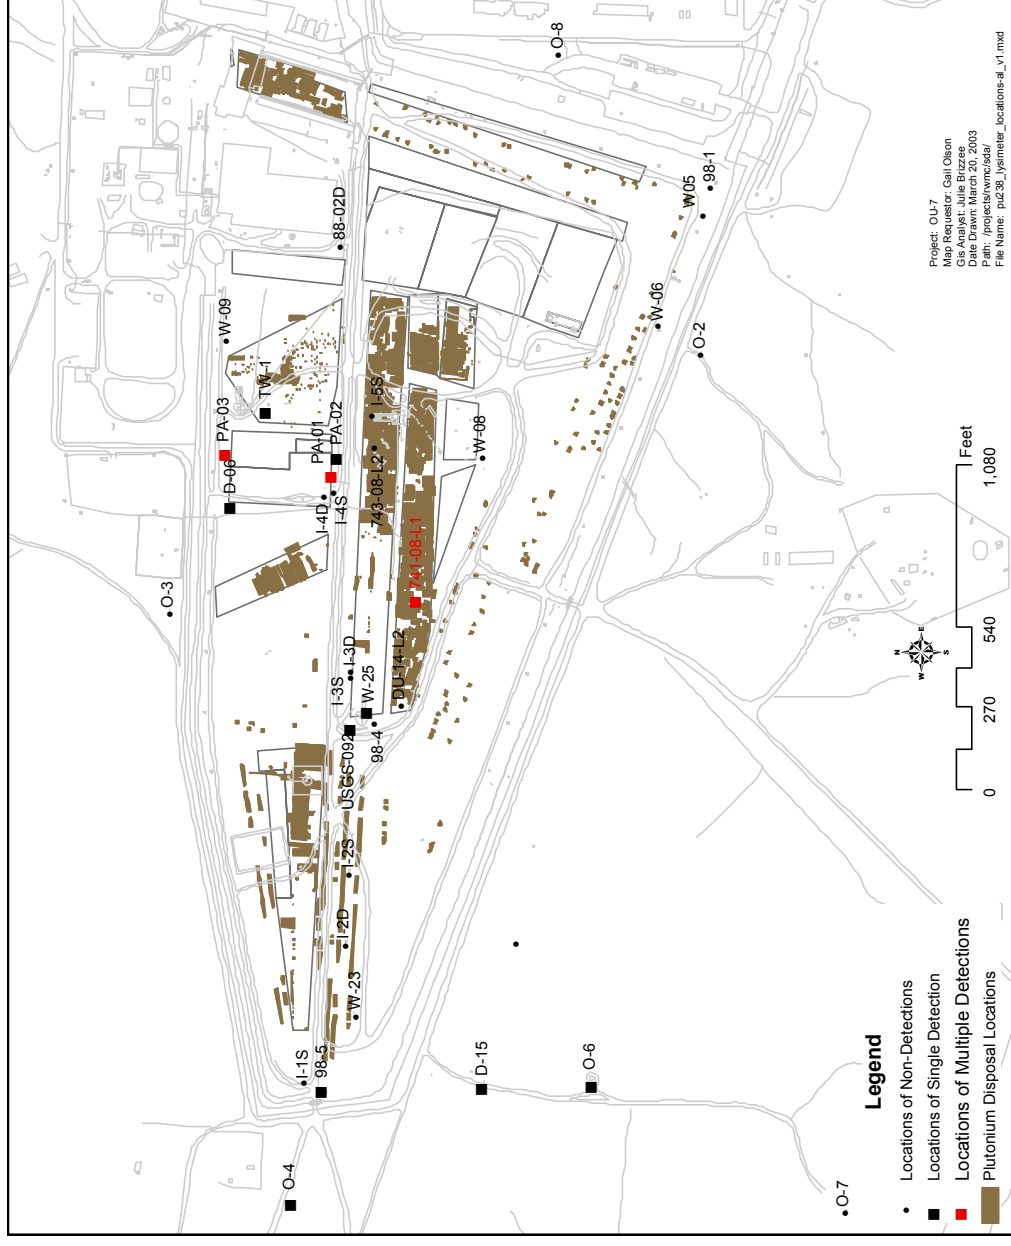 O-8
98-1
W05
88-02D
W-06
O-2
W-09
TW-1
PA-03
PA-01
PA-02
D-06
I-4D
I-4S
I-5S
743-08-L2
W-08
741-08-L1
O-3
I-3S
I-3D
W-25
DU-14-L2
98-4
USGS-092
I-2S
I-2D
W-23
I-1S
98-5
D-15
O-6
O-4
O-7
Legend
Locations of Non-Detections
Locations of Single Detection
Locations of Multiple Detections
Plutonium Disposal Locations
N
W E
S
0 270 540 1,080
Feet
Project: OU-7
Map Requestor: Gail Olson
Gis Analyst: Julie Brizzee
Date Drawn: March 20, 2003
Path: /projects/rwmc/sda/
File Name: pu238_lysimeter_locations-al_v1.mxd